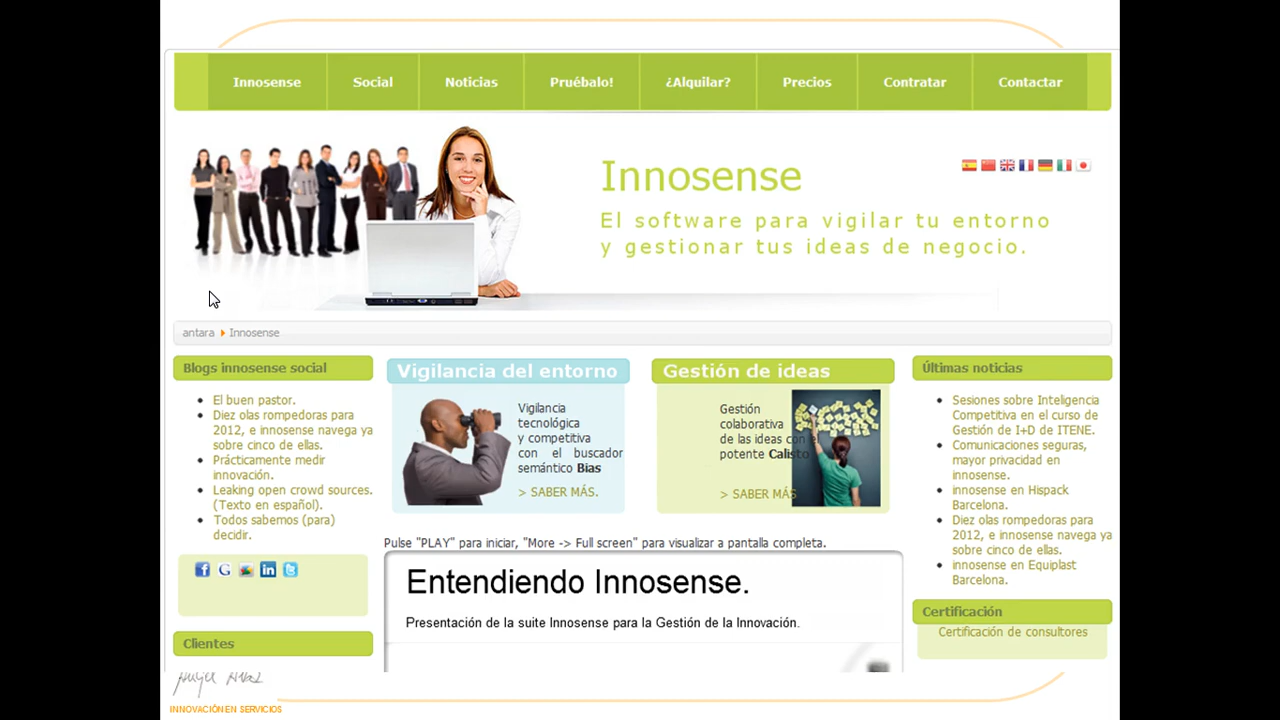 Innosense Social Noticias Pruébalo! ¿Alquilar? Precios Contratar Contactar
Innosense
El software para vigilar tu entorno
y gestionar tus ideas de negocio.
antara Innosense
Blogs innosense social
El buen pastor.
Diez olas rompedoras para
2012, e innosense navega ya
sobre cinco de ellas.
Prácticamente medir
innovación.
Leaking open crowd sources.
(Texto en español).
Todos sabemos (para)
decidir.
Clientes
Vigilancia del entorno
Vigilancia
tecnológica
y competitiva
con el buscador
semántico Bias
> SABER MÁS.
Gestión de ideas
Gestión
colaborativa
de las ideas con el
potente Calisto
> SABER MÁS
Pulse "PLAY" para iniciar, "More -> Full screen" para visualizar a pantalla completa.
Entendiendo Innosense.
Presentación de la suite Innosense para la Gestión de la Innovación.
Últimas noticias
Sesiones sobre Inteligencia
Competitiva en el curso de
Gestión de I+D de ITENE.
Comunicaciones seguras,
mayor privacidad en
innosense.
innosense en Hispack
Barcelona.
Diez olas rompedoras para
2012, e innosense navega ya
sobre cinco de ellas.
innosense en Equiplast
Barcelona.
Certificación
Certificación de consultores
INNOVACIÓN EN SERVICIOS